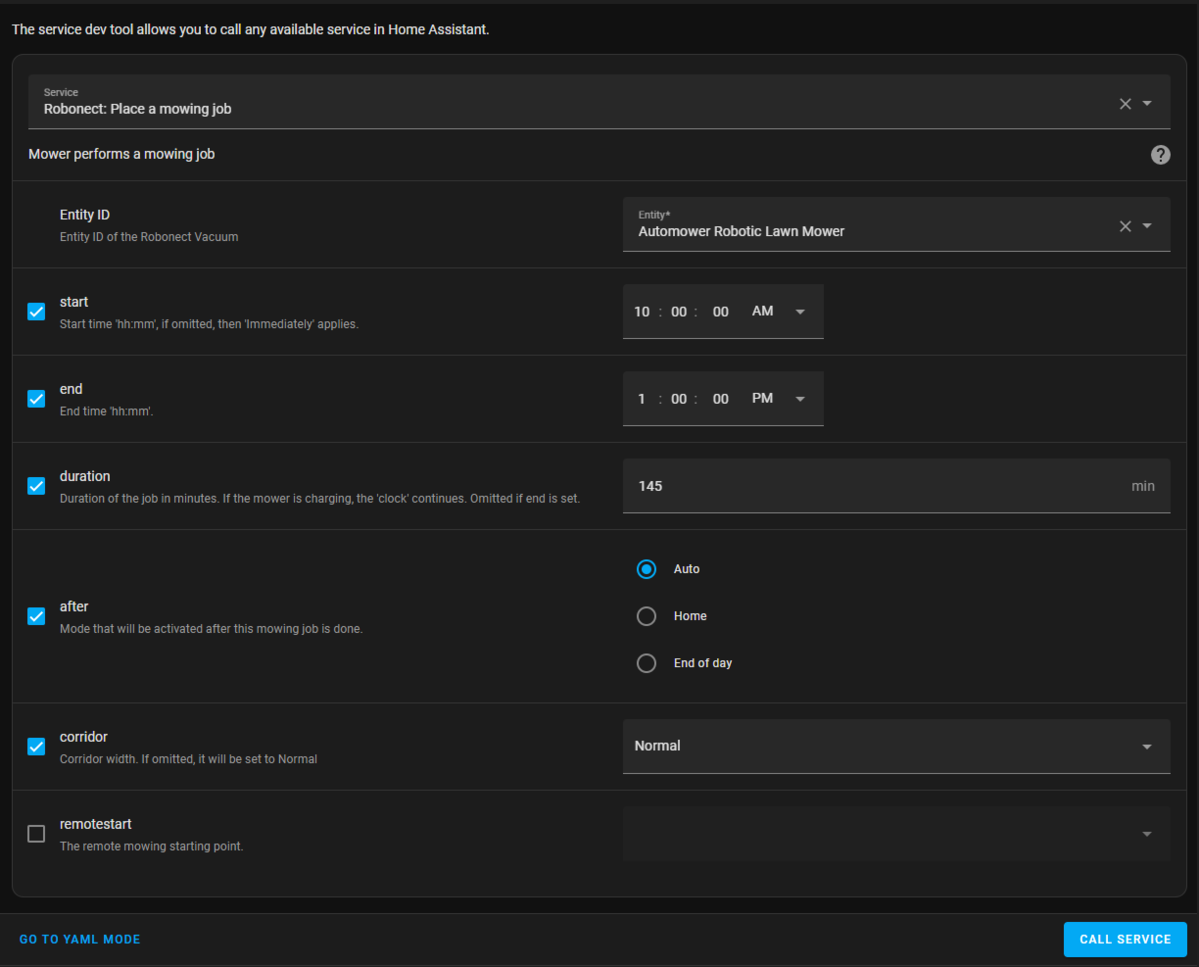 The service dev tool allows you to call any available service in Home Assistant.
Service
Robonect: Place a mowing job
Mower performs a mowing job
?
Entity ID
Entity ID of the Robonect Vacuum
Entity*
Automower Robotic Lawn Mower
start
Start time 'hh:mm', if omitted, then 'Immediately' applies.
10 : 00 : 00 AM
end
End time 'hh:mm'.
1 : 00 : 00 PM
duration
Duration of the job in minutes. If the mower is charging, the 'clock' continues. Omitted if end is set.
145 min
after
Mode that will be activated after this mowing job is done.
Auto
Home
End of day
corridor
Corridor width. If omitted, it will be set to Normal
Normal
remotestart
The remote mowing starting point.
GO TO YAML MODE
CALL SERVICE